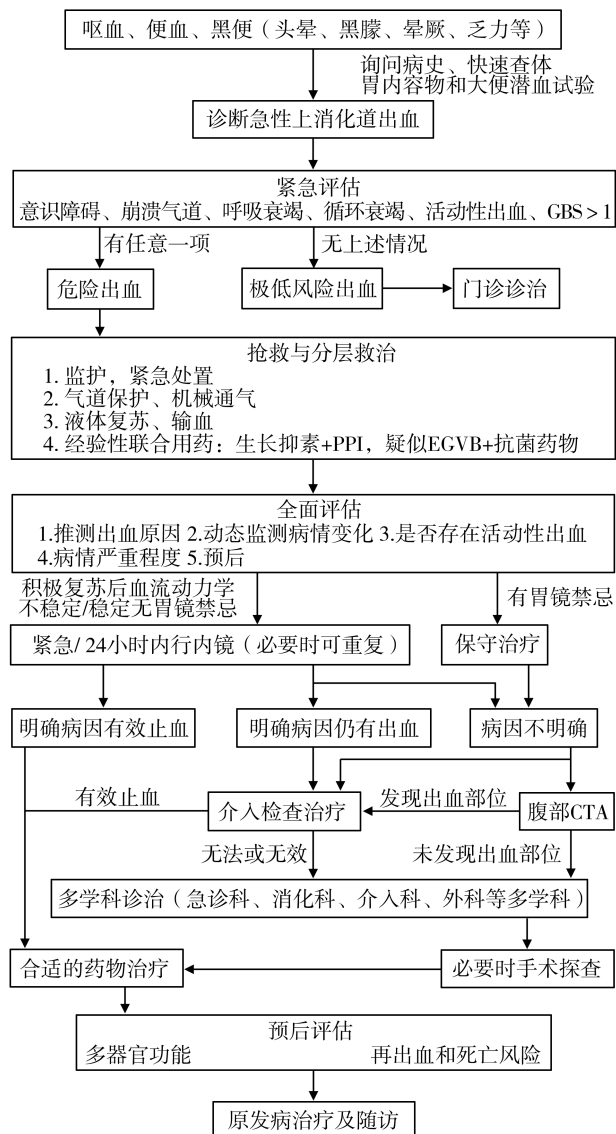 呕血、便血、黑便（头晕、黑朦、晕厥、乏力等）
询问病史、快速查体
胃内容物和大便潜血试验
诊断急性上消化道出血
紧急评估
意识障碍、崩溃气道、呼吸衰竭、循环衰竭、活动性出血、GBS＞1
有任意一项
无上述情况
危险出血
极低风险出血
门诊诊治
抢救与分层救治
1. 监护，紧急处置
2. 气道保护、机械通气
3. 液体复苏、输血
4. 经验性联合用药：生长抑素+PPI，疑似EGVB+抗菌药物
全面评估
1.推测出血原因 2.动态监测病情变化 3.是否存在活动性出血
4.病情严重程度 5.预后
积极复苏后血流动力学
不稳定/稳定无胃镜禁忌
有胃镜禁忌
紧急/ 24小时内行内镜（必要时可重复）
保守治疗
明确病因有效止血
明确病因仍有出血
病因不明确
有效止血
介入检查治疗
发现出血部位
腹部CTA
无法或无效
未发现出血部位
多学科诊治（急诊科、消化科、介入科、外科等多学科）
合适的药物治疗
必要时手术探查
预后评估
多器官功能 再出血和死亡风险
原发病治疗及随访